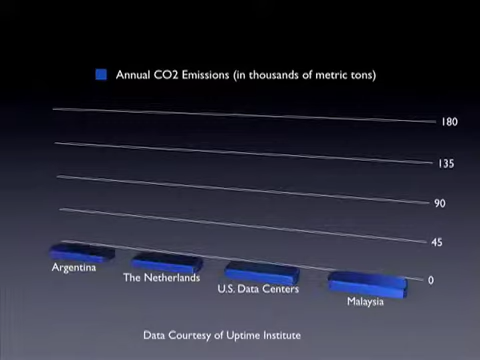 Annual CO2 Emissions (in thousands of metric tons)
180
135
90
45
0
Argentina
The Netherlands
U.S. Data Centers
Malaysia
Data Courtesy of Uptime Institute